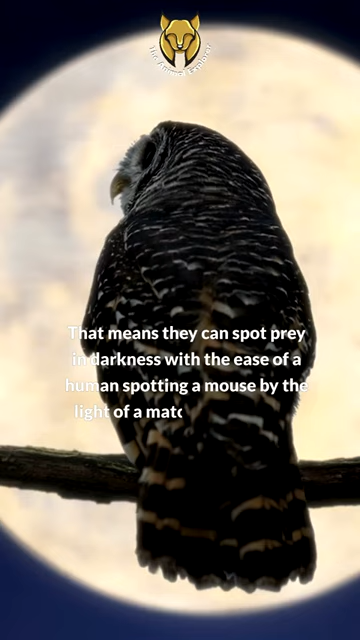 That means they can spot prey
in darkness with the ease of a
human spotting a mouse by the
light of a matc